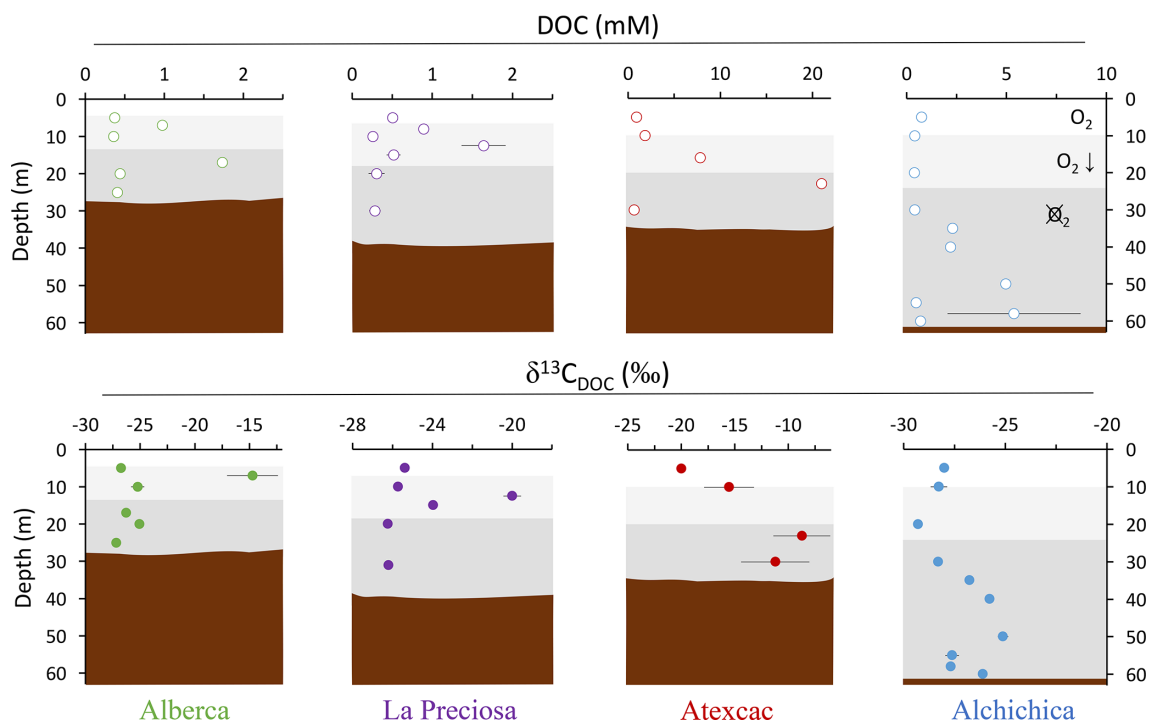 DOC (mM)
0 1 2 0 1 2 0 10 20 0 5 10
Depth (m)
0 10 20 30 40 50 60
0 10 20 30 40 50 60
O₂
O₂ ↓
O₂
δ¹³C_DOC (‰)
-30 -25 -20 -15 -28 -24 -20 -25 -20 -15 -10 -30 -25 -20
Depth (m)
0 10 20 30 40 50 60
0 10 20 30 40 50 60
Alberca La Preciosa Atexcac Alchichica